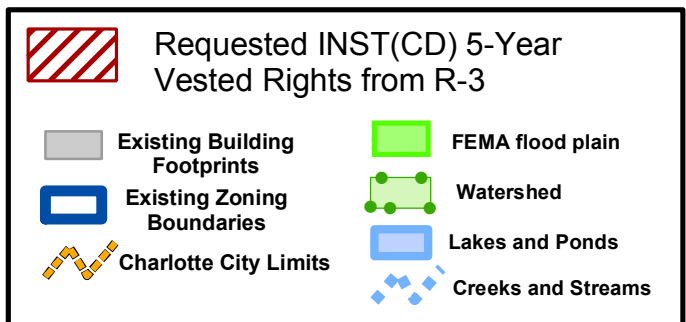 Requested INST(CD) 5-Year
Vested Rights from R-3
Existing Building
Footprints
Existing Zoning
Boundaries
Charlotte City Limits
FEMA flood plain
Watershed
Lakes and Ponds
Creeks and Streams